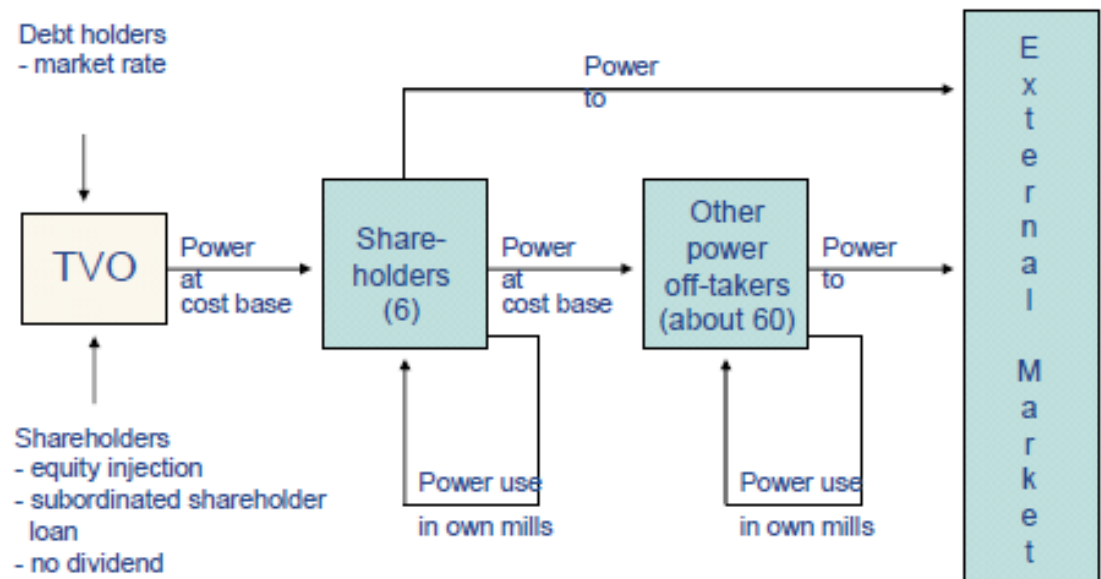 Debt holders
- market rate
Power
to
TVO
Power
at
cost base
Share-
holders
(6)
Power
at
cost base
Other
power
off-takers
(about 60)
Power
to
External Market
Shareholders
- equity injection
- subordinated shareholder
loan
- no dividend
Power use
in own mills
Power use
in own mills